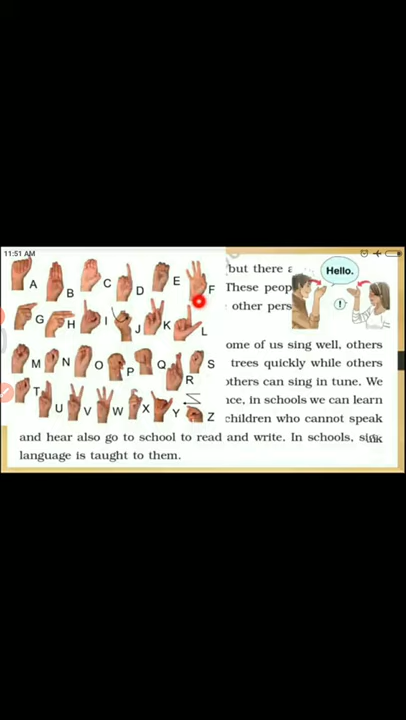 11:51 AM
A B C D E F
G H I J K L
M N O P Q R S
T U V W X Y Z
but there a
Hello.
!
These peop
other pers
ome of us sing well, others
trees quickly while others
others can sing in tune. We
nce, in schools we can learn
children who cannot speak
and hear also go to school to read and write. In schools, sign
language is taught to them.